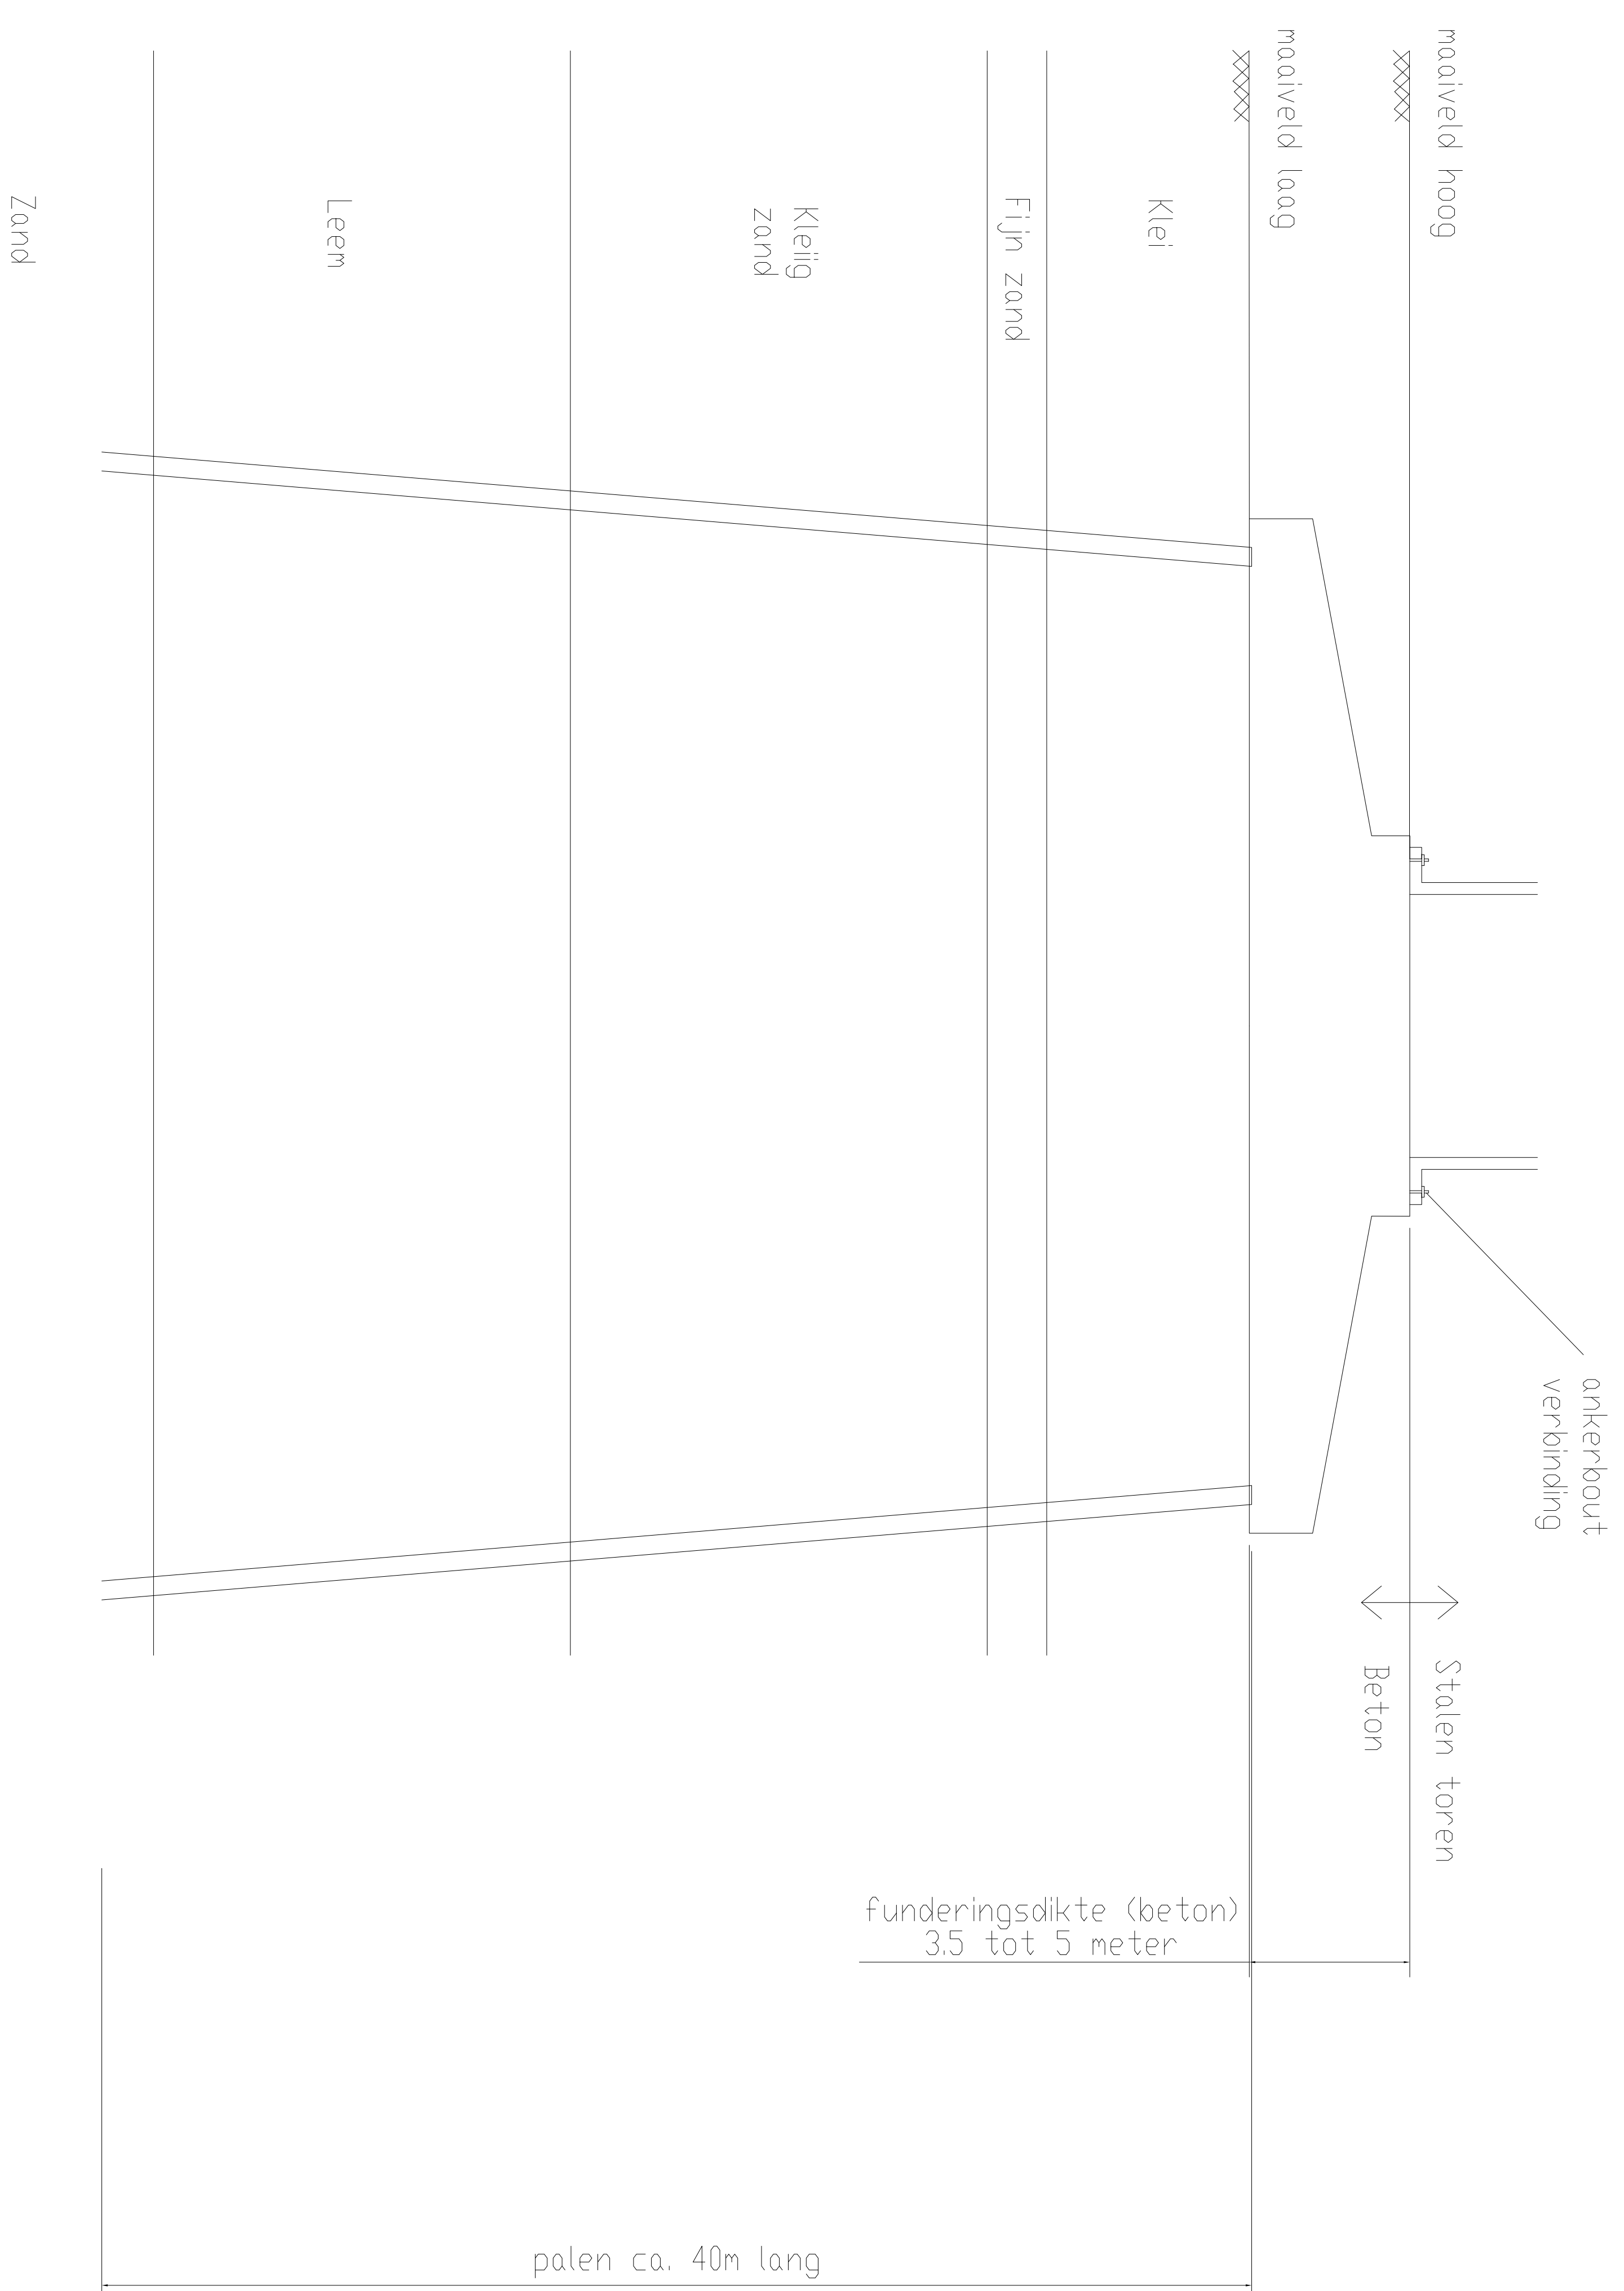 maaiveld hoog
maaiveld laag
Klei
Fijn zand
Kleiig
zand
Leem
Zand
ankerbout
verbinding
Stalen toren
Beton
funderingsdikte (beton)
3.5 tot 5 meter
palen ca. 40m lang